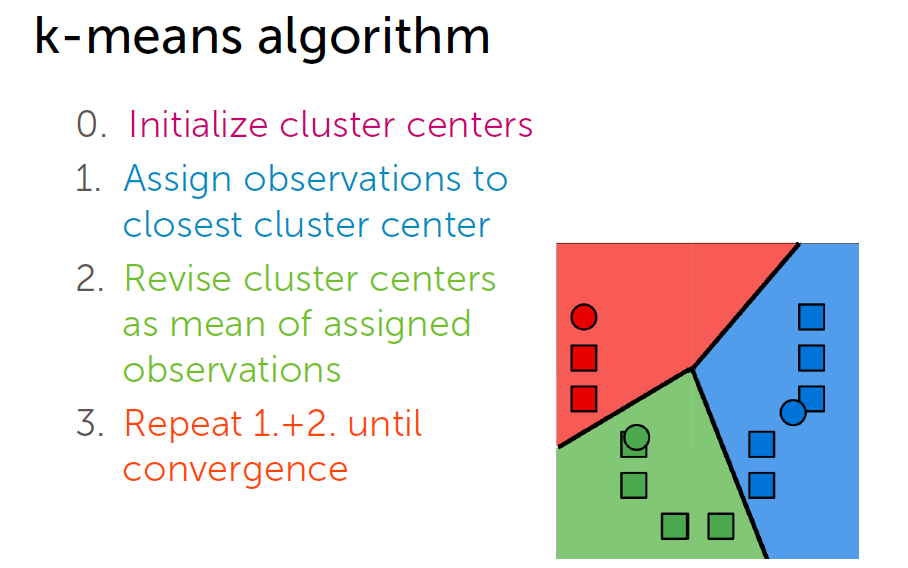 k-means algorithm
0. Initialize cluster centers
1. Assign observations to
closest cluster center
2. Revise cluster centers
as mean of assigned
observations
3. Repeat 1.+2. until
convergence